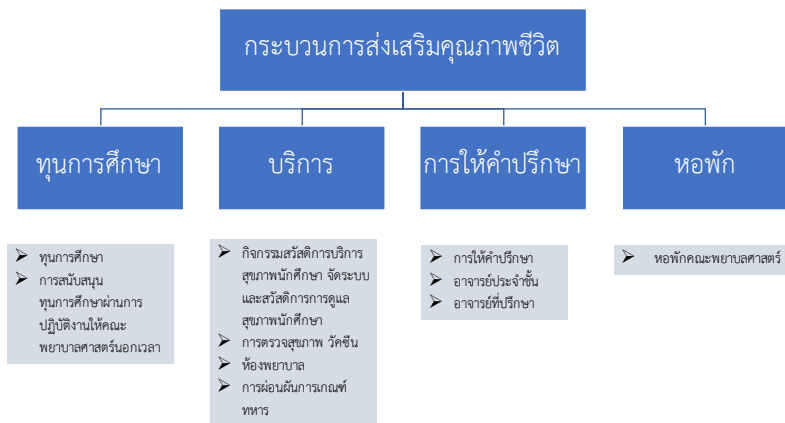 กระบวนการส่งเสริมคุณภาพชีวิต
ทุนการศึกษา
บริการ
การให้คำปรึกษา
หอพัก
ทุนการศึกษา
การสนับสนุน
ทุนการศึกษาผ่านการ
ปฏิบัติงานให้คณะ
พยาบาลศาสตร์นอกเวลา
กิจกรรมสวัสดิการบริการ
สุขภาพนักศึกษา จัดระบบ
และสวัสดิการการดูแล
สุขภาพนักศึกษา
การตรวจสุขภาพ วัคซีน
ห้องพยาบาล
การผ่อนผันการเกณฑ์
ทหาร
การให้คำปรึกษา
อาจารย์ประจำชั้น
อาจารย์ที่ปรึกษา
หอพักคณะพยาบาลศาสตร์